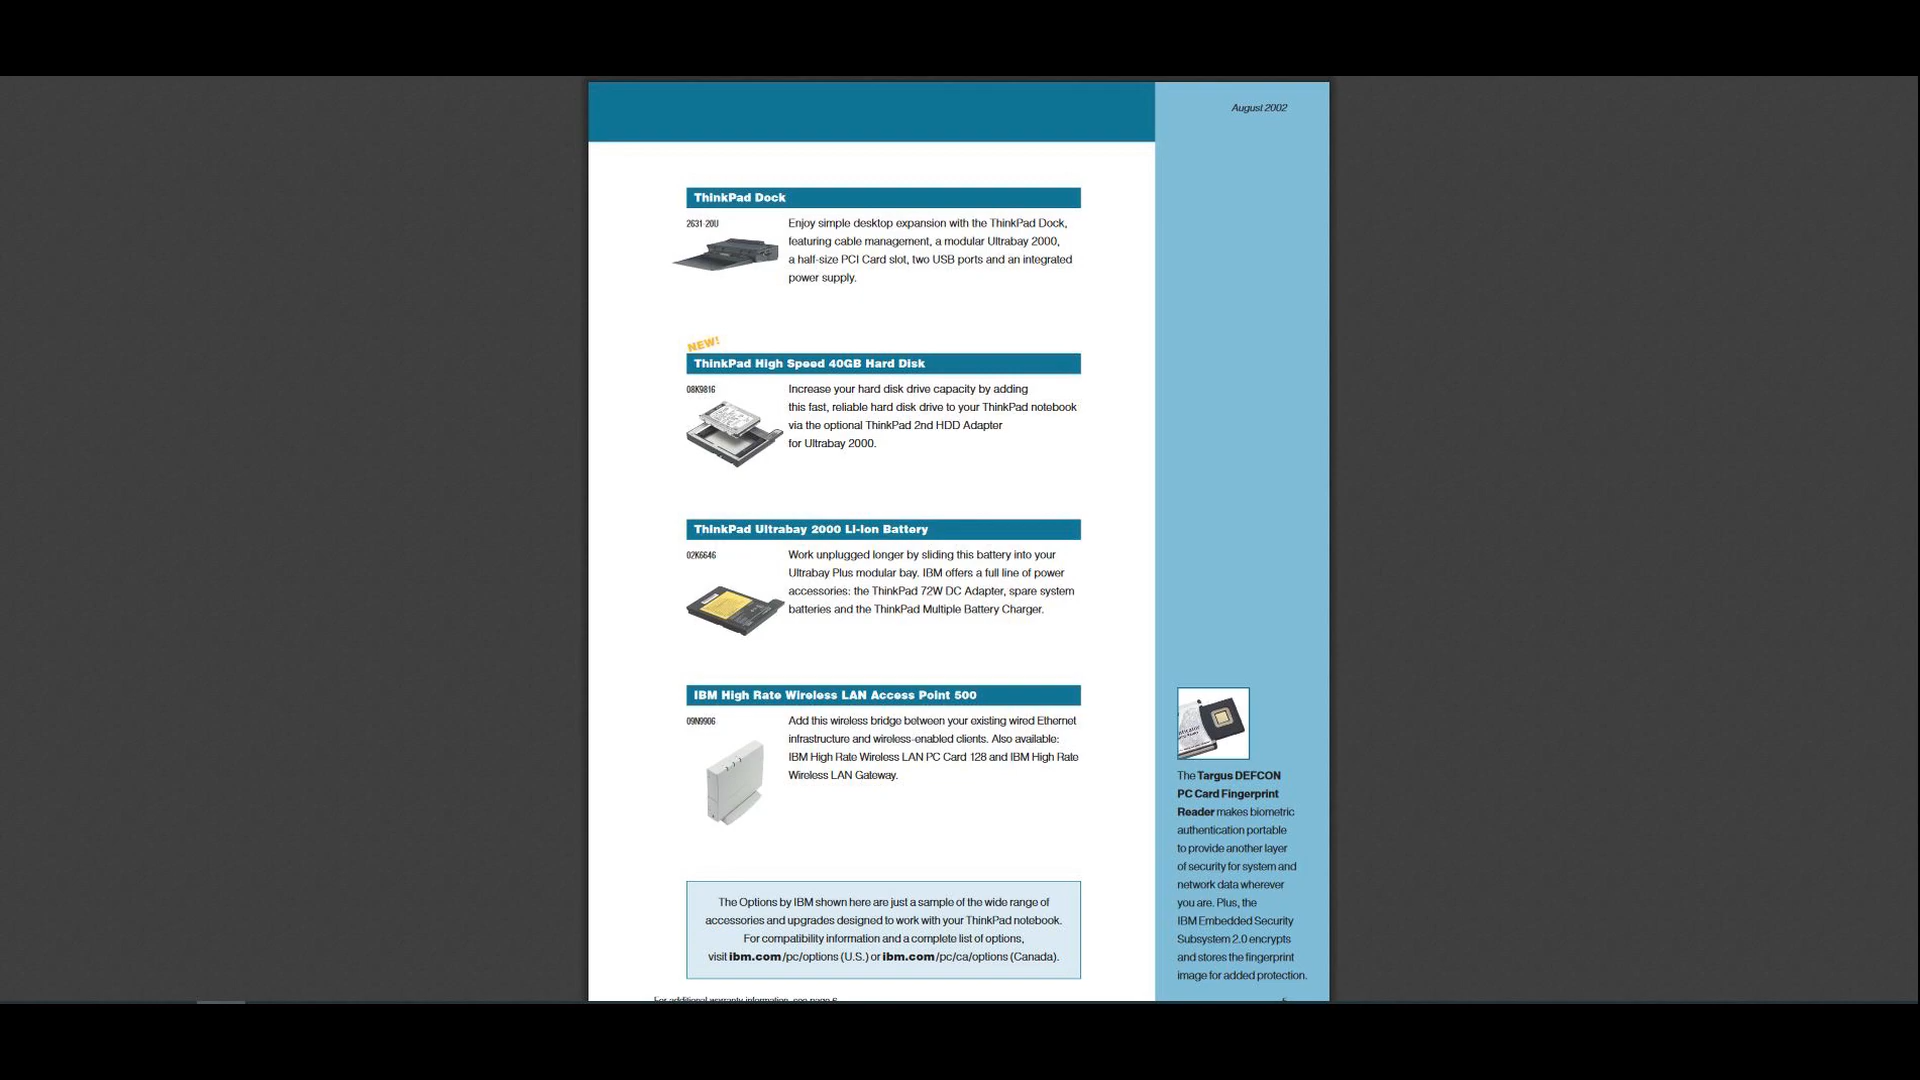 August 2002
ThinkPad Dock
2631-20U
Enjoy simple desktop expansion with the ThinkPad Dock,
featuring cable management, a modular Ultrabay 2000,
a half-size PCI Card slot, two USB ports and an integrated
power supply.
NEW!
ThinkPad High Speed 40GB Hard Disk
08K9816
Increase your hard disk drive capacity by adding
this fast, reliable hard disk drive to your ThinkPad notebook
via the optional ThinkPad 2nd HDD Adapter
for Ultrabay 2000.
ThinkPad Ultrabay 2000 Li-Ion Battery
02K6646
Work unplugged longer by sliding this battery into your
Ultrabay Plus modular bay. IBM offers a full line of power
accessories: the ThinkPad 72W DC Adapter, spare system
batteries and the ThinkPad Multiple Battery Charger.
IBM High Rate Wireless LAN Access Point 500
09N9906
Add this wireless bridge between your existing wired Ethernet
infrastructure and wireless-enabled clients. Also available:
IBM High Rate Wireless LAN PC Card 128 and IBM High Rate
Wireless LAN Gateway.
The Options by IBM shown here are just a sample of the wide range of
accessories and upgrades designed to work with your ThinkPad notebook.
For compatibility information and a complete list of options,
visit ibm.com/pc/options (U.S.) or ibm.com/pc/ca/options (Canada).
For additional warranty information, see page 6
The Targus DEFCON
PC Card Fingerprint
Reader makes biometric
authentication portable
to provide another layer
of security for system and
network data wherever
you are. Plus, the
IBM Embedded Security
Subsystem 2.0 encrypts
and stores the fingerprint
image for added protection.